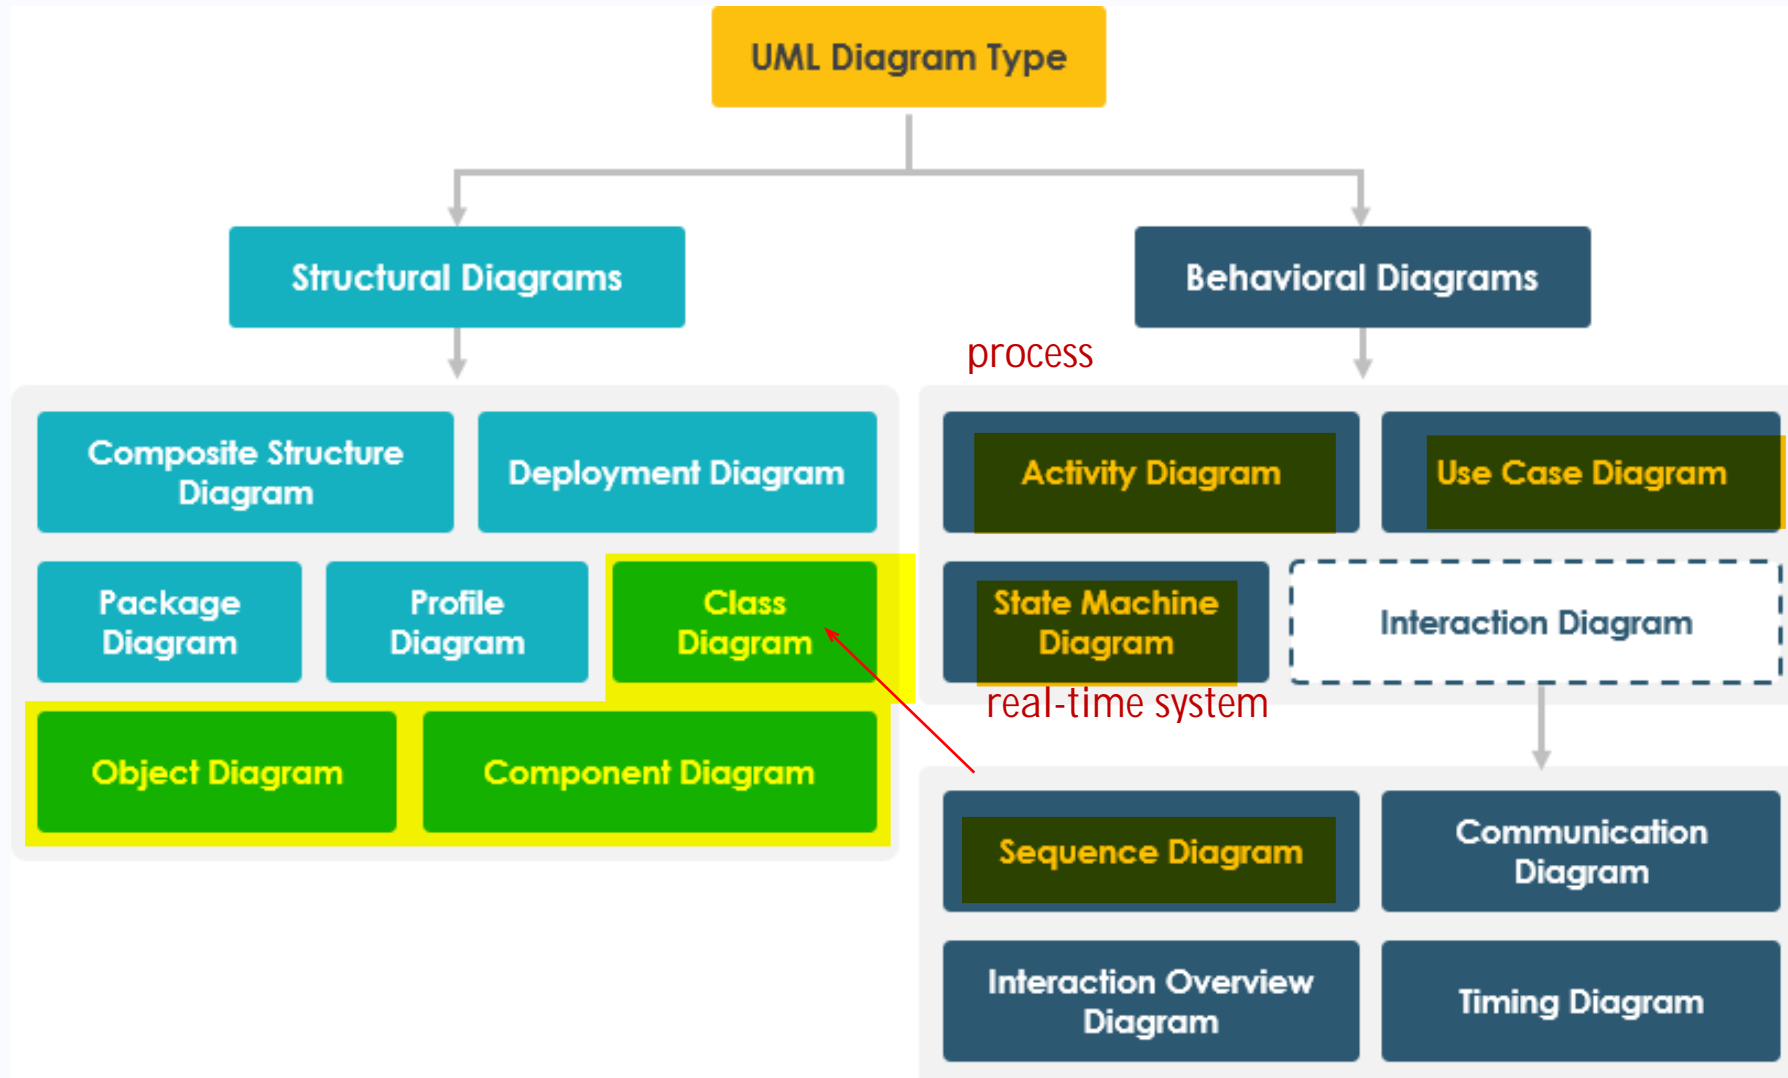 UML Diagram Type
Structural Diagrams
Behavioral Diagrams
process
Composite Structure
Diagram
Deployment Diagram
Activity Diagram
Use Case Diagram
Package
Diagram
Profile
Diagram
Class
Diagram
State Machine
Diagram
Interaction Diagram
real-time system
Object Diagram
Component Diagram
Sequence Diagram
Communication
Diagram
Interaction Overview
Diagram
Timing Diagram